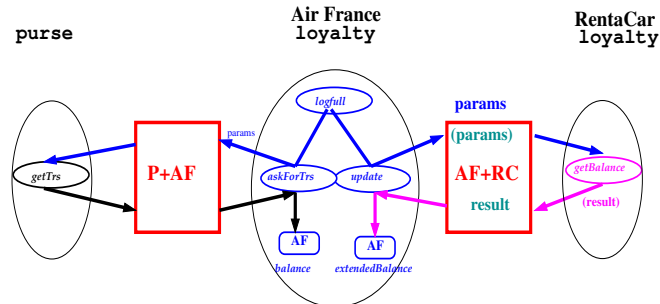 Air France
RentaCar
purse
loyalty
loyalty
logfull
params
params
(params)
getTrs
P+AF
askForTrs
update
AF+RC
getBalance
result
(result)
AF
AF
balance
extendedBalance